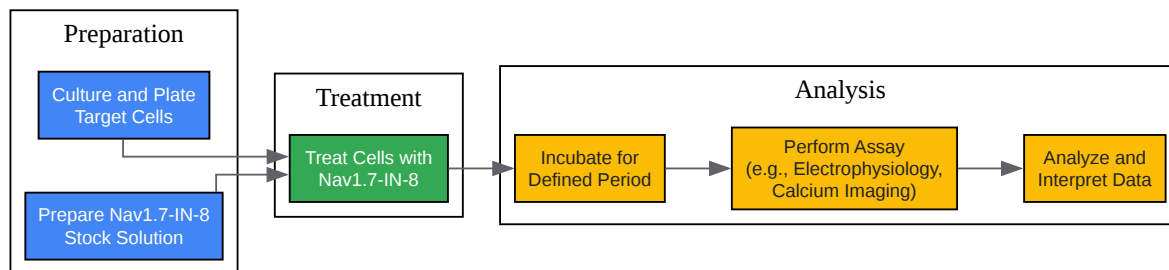 Preparation
Culture and Plate
Target Cells
Prepare Nav1.7-IN-8
Stock Solution
Treatment
Treat Cells with
Nav1.7-IN-8
Analysis
Incubate for
Defined Period
Perform Assay
(e.g., Electrophysiology,
Calcium Imaging)
Analyze and
Interpret Data